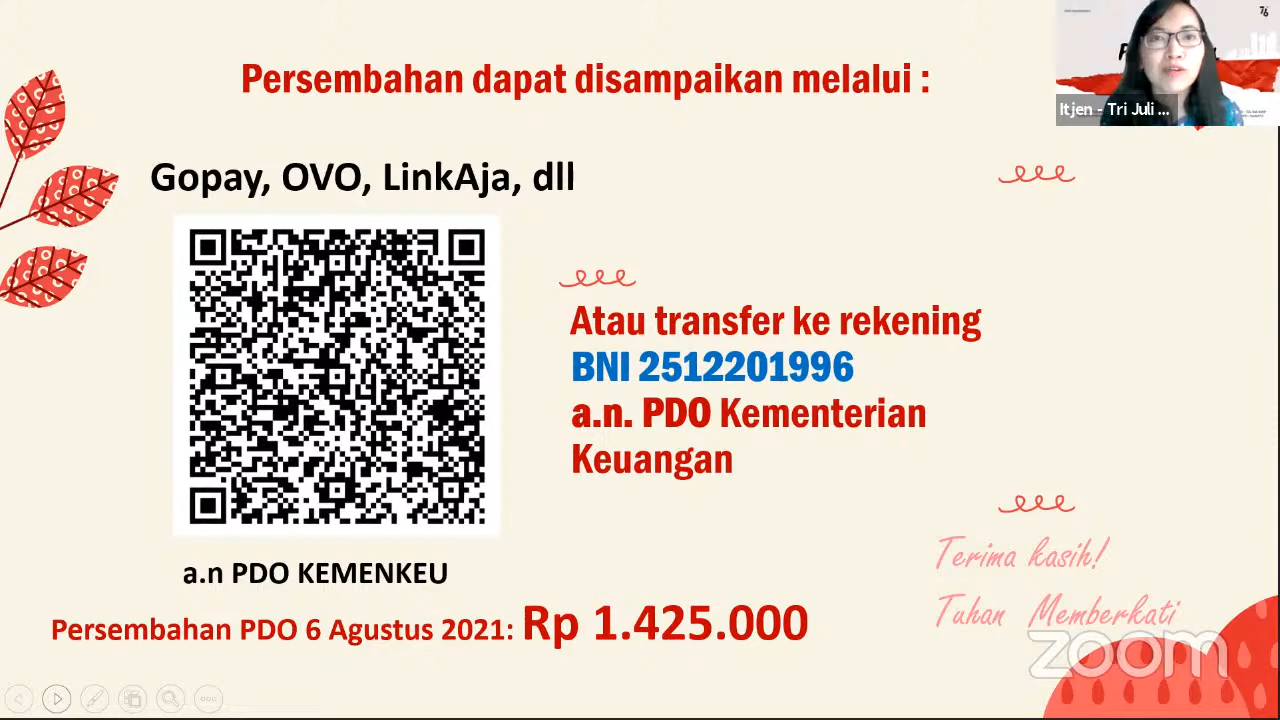 Persembahan dapat disampaikan melalui :
76
Itjen - Tri Juli ...
Gopay, OVO, LinkAja, dll
Atau transfer ke rekening
BNI 2512201996
a.n. PDO Kementerian
Keuangan
a.n PDO KEMENKEU
Persembahan PDO 6 Agustus 2021: Rp 1.425.000
Terima kasih!
Tuhan Memberkati
zoom